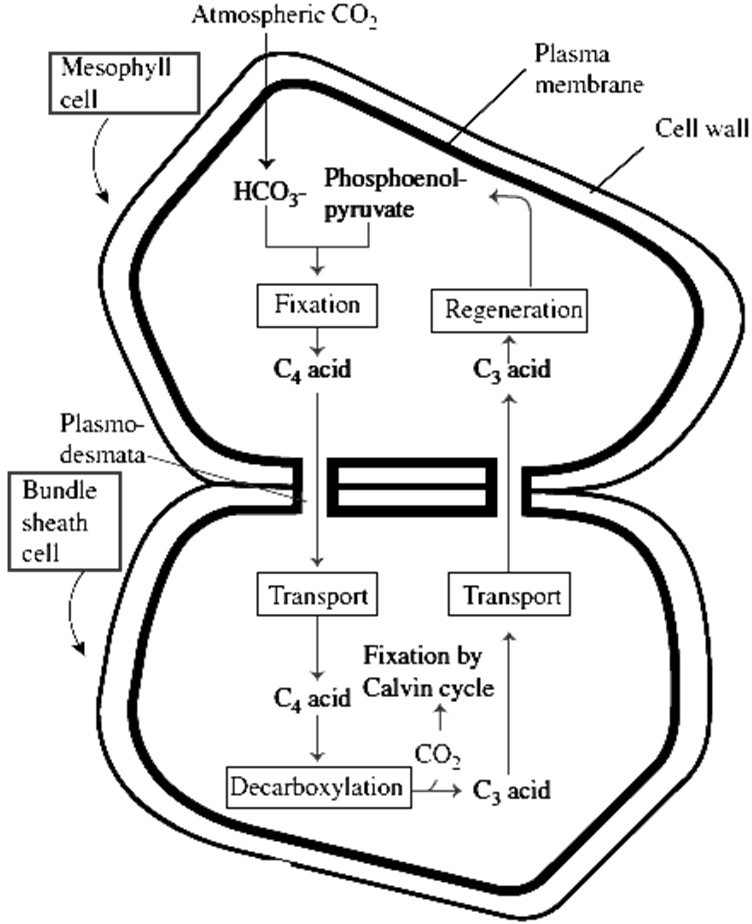 Atmospheric CO₂
Mesophyll
cell
Plasma
membrane
Cell wall
HCO₃-
Phosphoenol-
pyruvate
Fixation
Regeneration
C₄ acid
C₃ acid
Plasmo-
desmata
Bundle
sheath
cell
Transport
Transport
Fixation by
Calvin cycle
C₄ acid
CO₂
Decarboxylation
C₃ acid